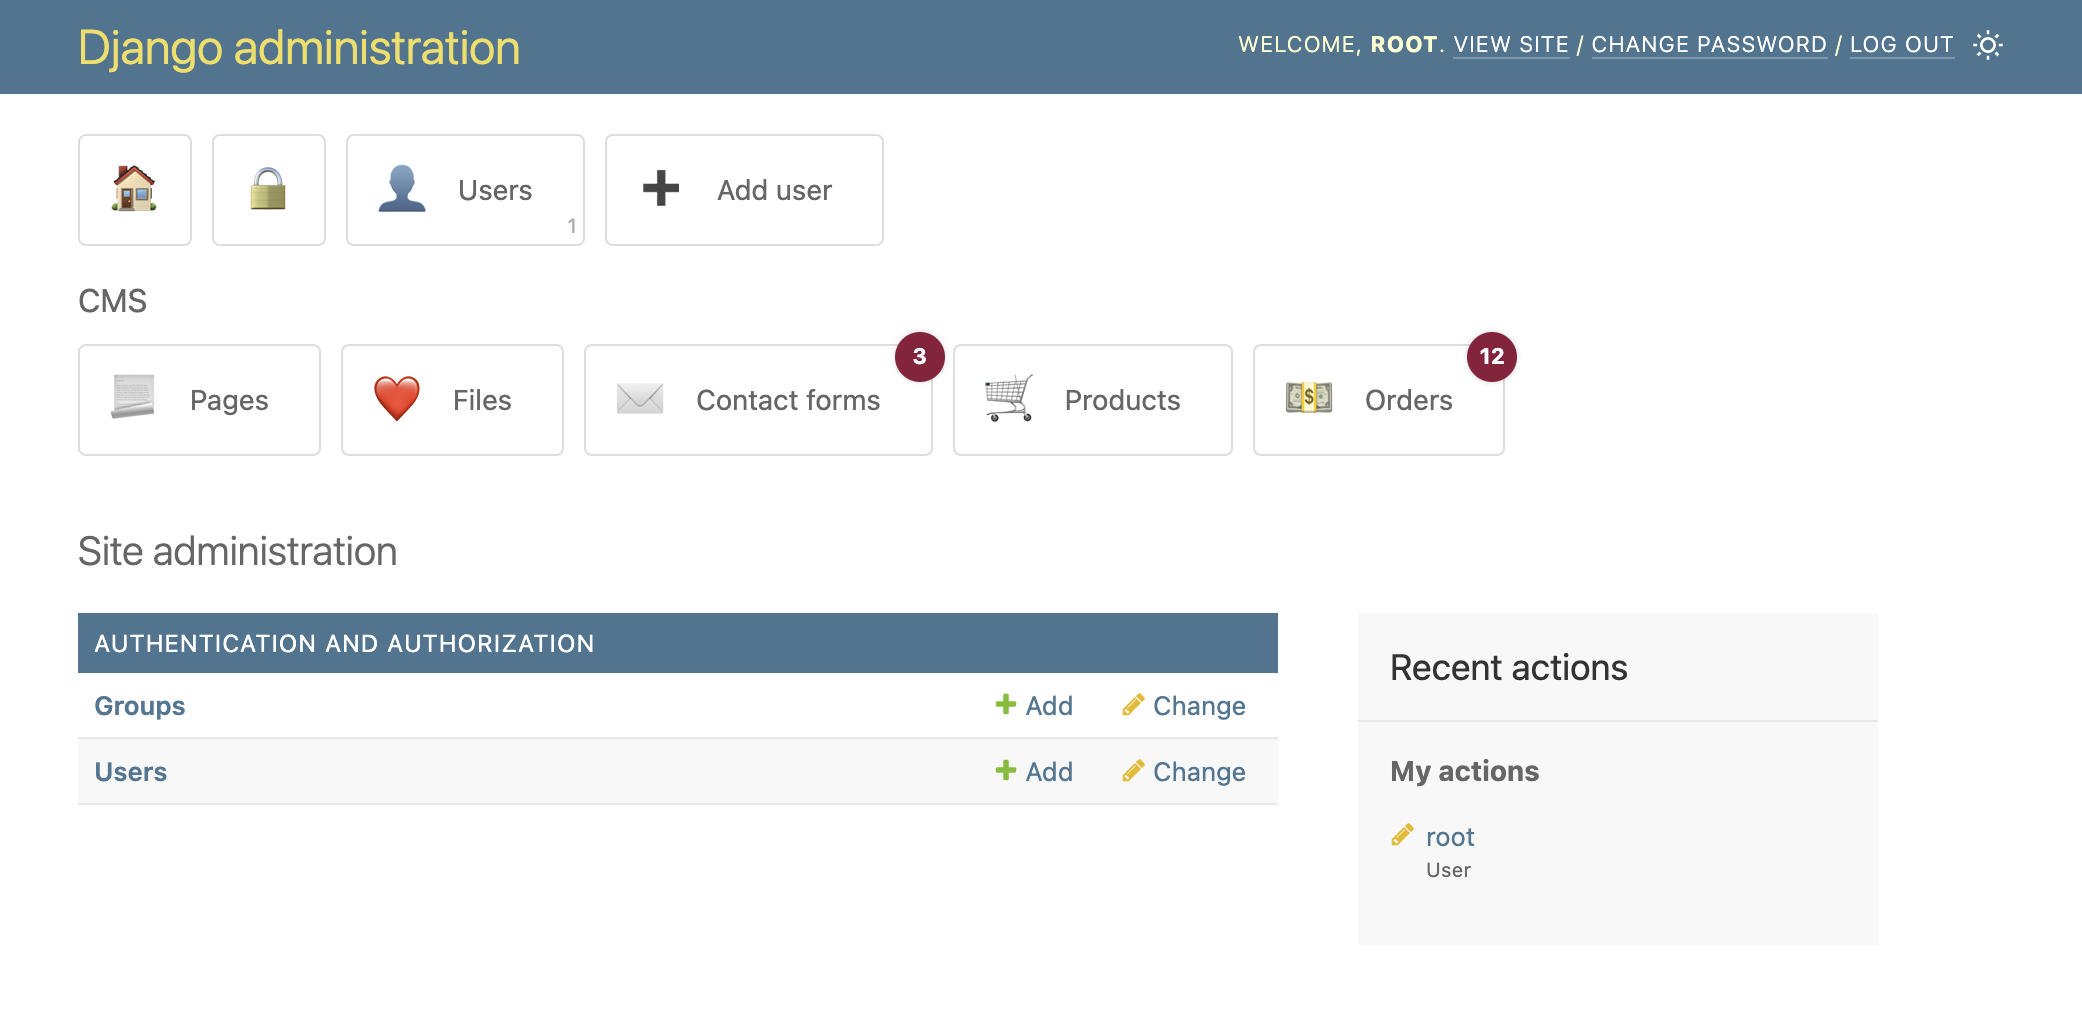 Django administration
WELCOME, ROOT. VIEW SITE / CHANGE PASSWORD / LOG OUT
Users
1
Add user
CMS
Pages
Files
Contact forms
3
Products
Orders
12
Site administration
AUTHENTICATION AND AUTHORIZATION
Groups
Add
Change
Users
Add
Change
Recent actions
My actions
root
User